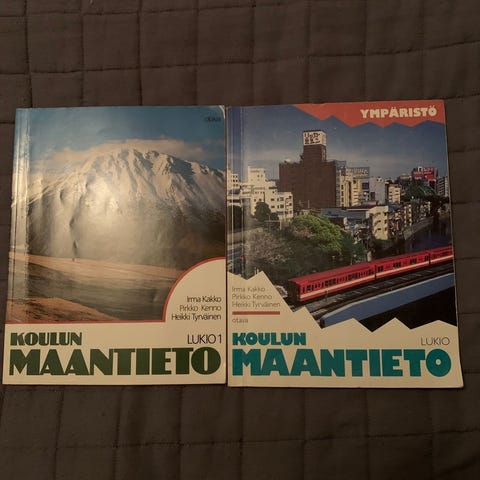 otava
Irma Kakko
Pirkko Kenno
Heikki Tyrväinen
LUKIO 1
KOULUN
MAANTIETO
YMPÄRISTÖ
Irma Kakko
Pirkko Kenno
Heikki Tyrväinen
otava
LUKIO
KOULUN
MAANTIETO